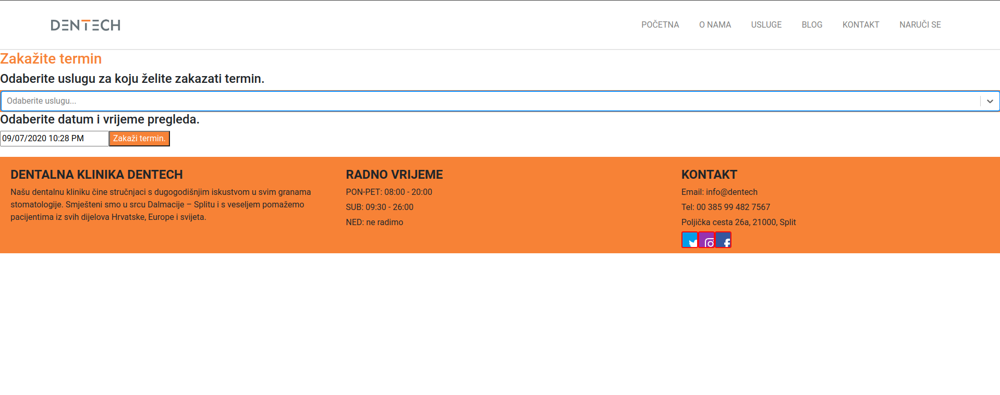 DENTECH
POČETNA O NAMA USLUGE BLOG KONTAKT NARUČI SE
Zakažite termin
Odaberite uslugu za koju želite zakazati termin.
Odaberite uslugu...
Odaberite datum i vrijeme pregleda.
09/07/2020 10:28 PM Zakaži termin.
DENTALNA KLINIKA DENTECH
Našu dentalnu kliniku čine stručnjaci s dugogodišnjim iskustvom u svim granama
stomatologije. Smješteni smo u srcu Dalmacije – Splitu i s veseljem pomažemo
pacijentima iz svih dijelova Hrvatske, Europe i svijeta.
RADNO VRIJEME
PON-PET: 08:00 - 20:00
SUB: 09:30 - 26:00
NED: ne radimo
KONTAKT
Email: info@dentech
Tel: 00 385 99 482 7567
Poljička cesta 26a, 21000, Split